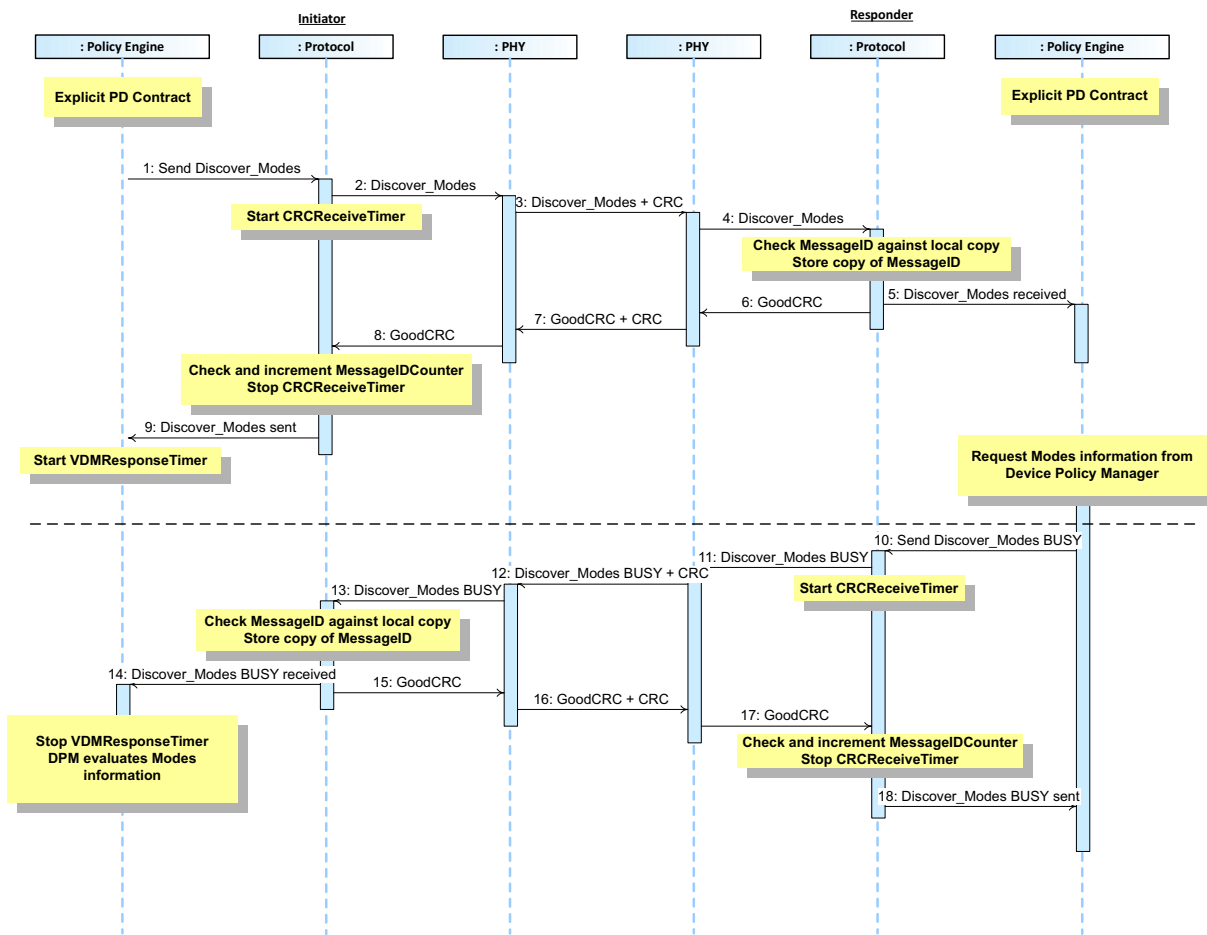 Initiator
Responder
: Policy Engine
: Protocol
: PHY
: PHY
: Protocol
: Policy Engine
Explicit PD Contract
Explicit PD Contract
1: Send Discover_Modes
2: Discover_Modes
3: Discover_Modes + CRC
Start CRCReceiveTimer
4: Discover_Modes
Check MessageID against local copy
Store copy of MessageID
5: Discover_Modes received
6: GoodCRC
7: GoodCRC + CRC
8: GoodCRC
Check and increment MessageIDCounter
Stop CRCReceiveTimer
9: Discover_Modes sent
Start VDMResponseTimer
Request Modes information from
Device Policy Manager
10: Send Discover_Modes BUSY
11: Discover_Modes BUSY
12: Discover_Modes BUSY + CRC
Start CRCReceiveTimer
13: Discover_Modes BUSY
Check MessageID against local copy
Store copy of MessageID
14: Discover_Modes BUSY received
15: GoodCRC
16: GoodCRC + CRC
17: GoodCRC
Stop VDMResponseTimer
DPM evaluates Modes
information
Check and increment MessageIDCounter
Stop CRCReceiveTimer
18: Discover_Modes BUSY sent